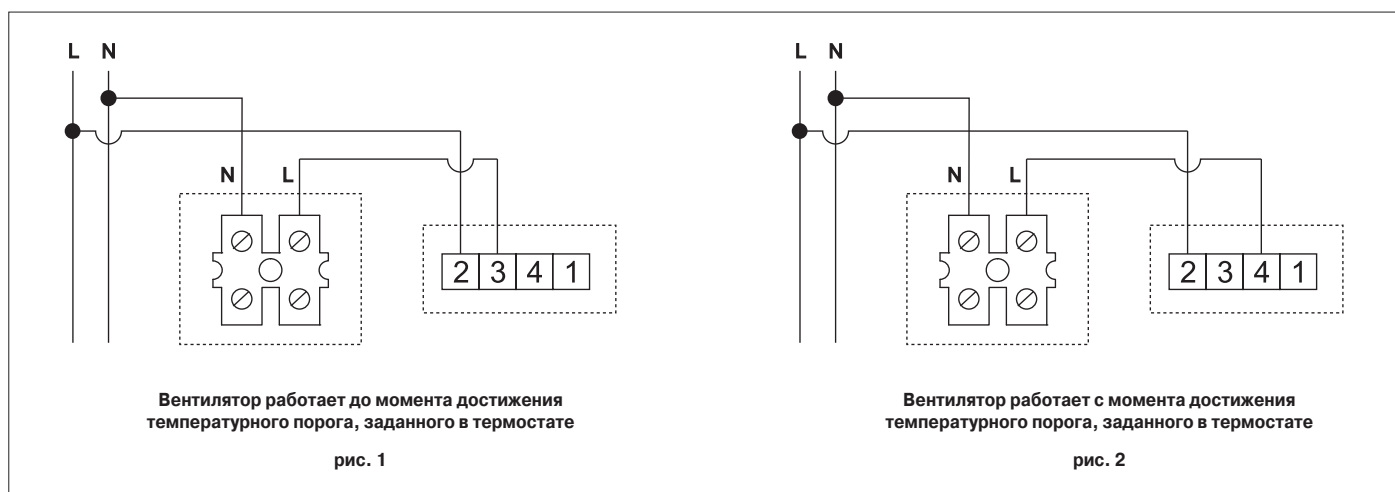 L N
N L
2 3 4 1
Вентилятор работает до момента достижения
температурного порога, заданного в термостате
рис. 1
L N
N L
2 3 4 1
Вентилятор работает с момента достижения
температурного порога, заданного в термостате
рис. 2